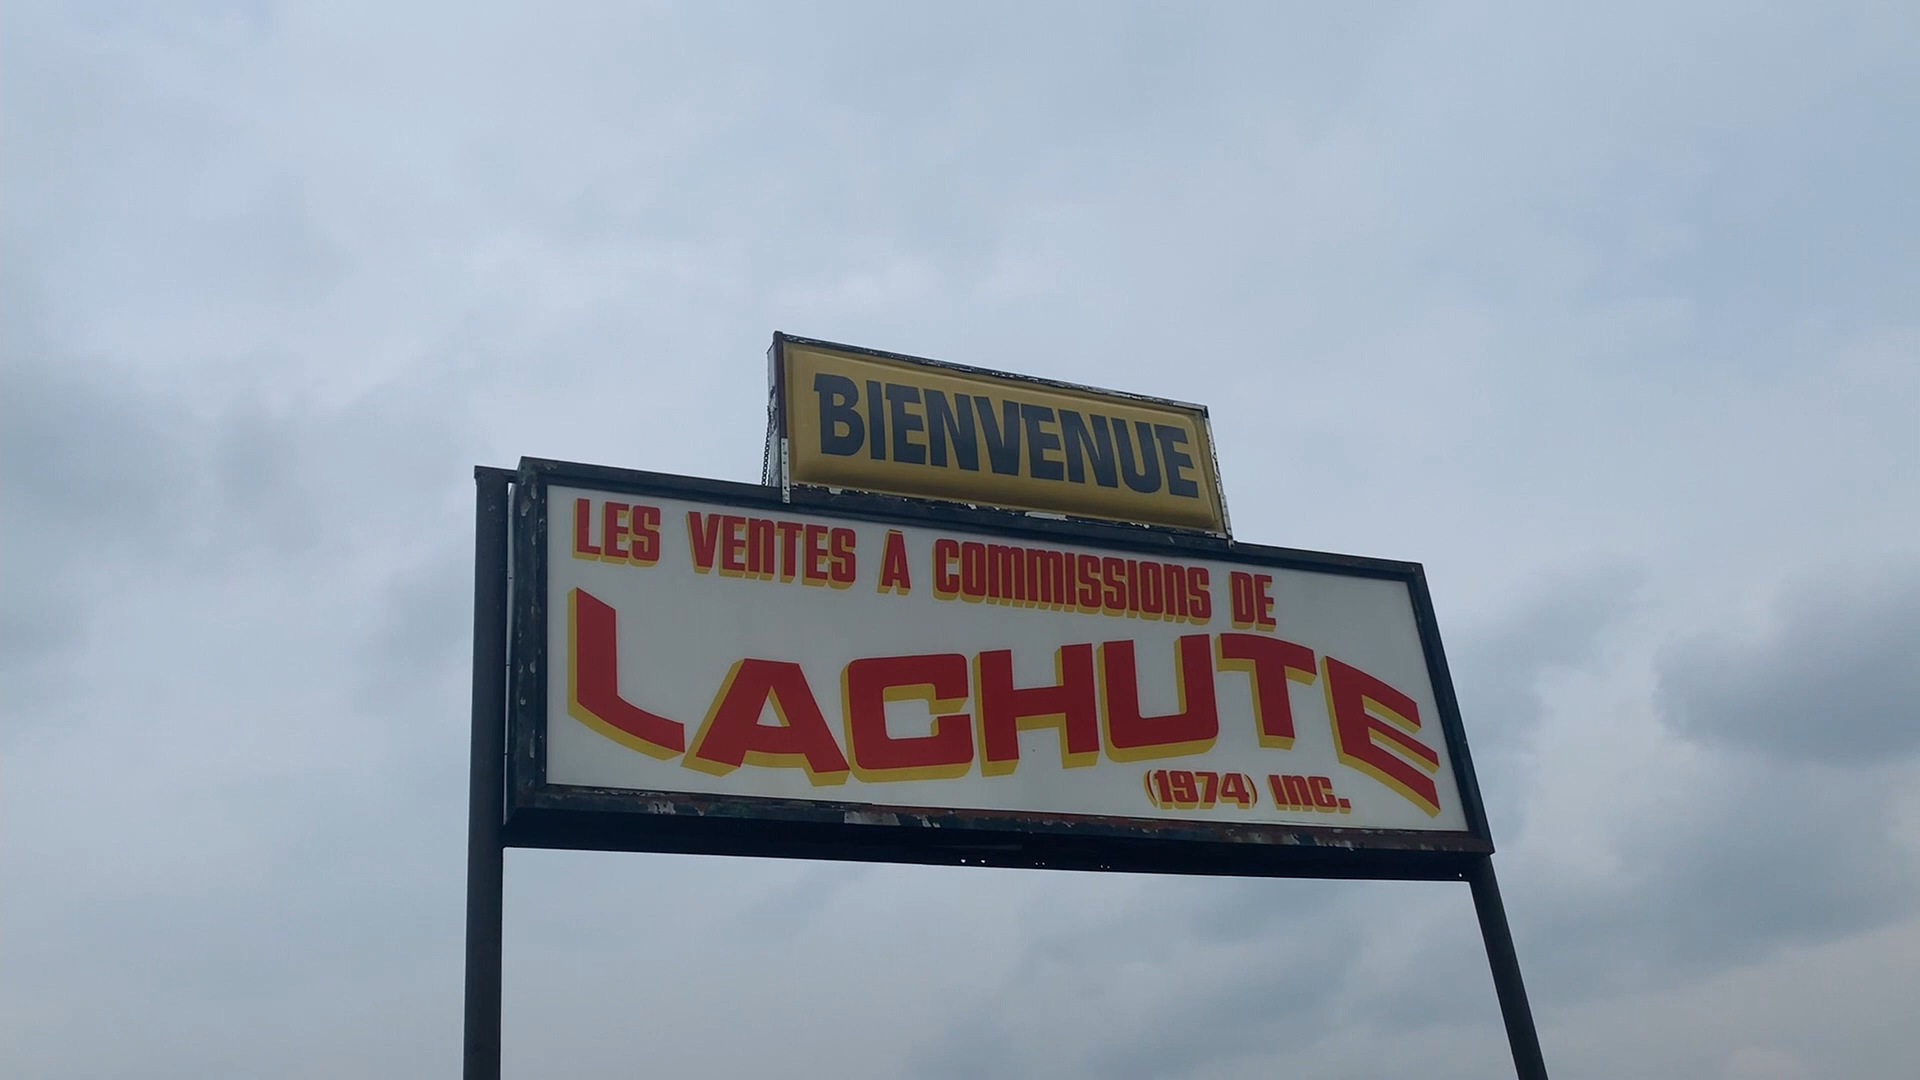 BIENVENUE
LES VENTES À COMMISSIONS DE
LACHUTE
(1974) INC.